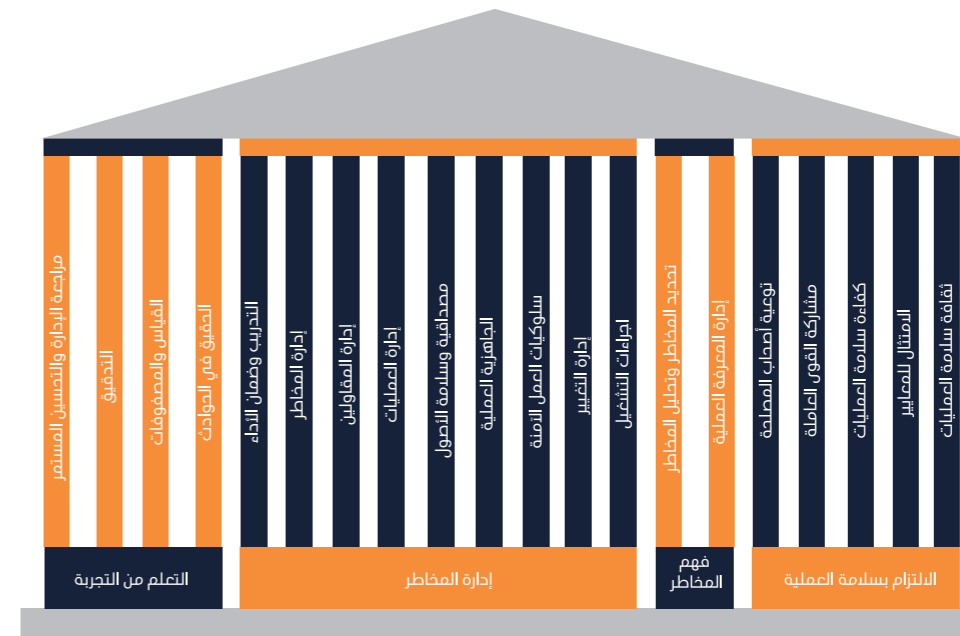 ثقافة سلامة العمليات
الامتثال للمعايير
كفاءة سلامة العمليات
مشاركة القول العاملة
توعية أصحاب المصلحة
الالتزام بسلامة العملية
إدارة المعرفة العملية
تحديد المخاطر وتحليل المخاطر
فهم
المخاطر
اجراءات التشغيل
إدارة التغيير
سلوكيات العمل الآمنة
الجاهزية العملية
مصداقية وسلامة الأصول
إدارة العمليات
إدارة المقاولين
إدارة المخاطر
التدريب وضمان الأداء
إدارة المخاطر
الحقيق في الحوادث
القياس والمصفوفات
التدقيق
مراجعة الإدارة والتحسين المستمر
التعلم من التجربة